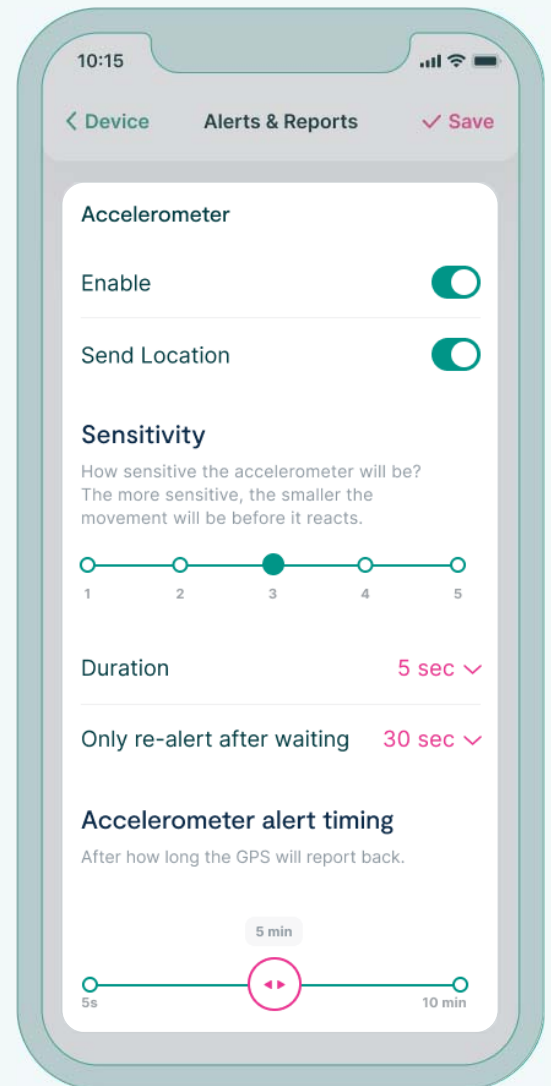 10:15
Device Alerts & Reports Save
Accelerometer
Enable
Send Location
Sensitivity
How sensitive the accelerometer will be?
The more sensitive, the smaller the
movement will be before it reacts.
1 2 3 4 5
Duration 5 sec
Only re-alert after waiting 30 sec
Accelerometer alert timing
After how long the GPS will report back.
5 min
5s 10 min